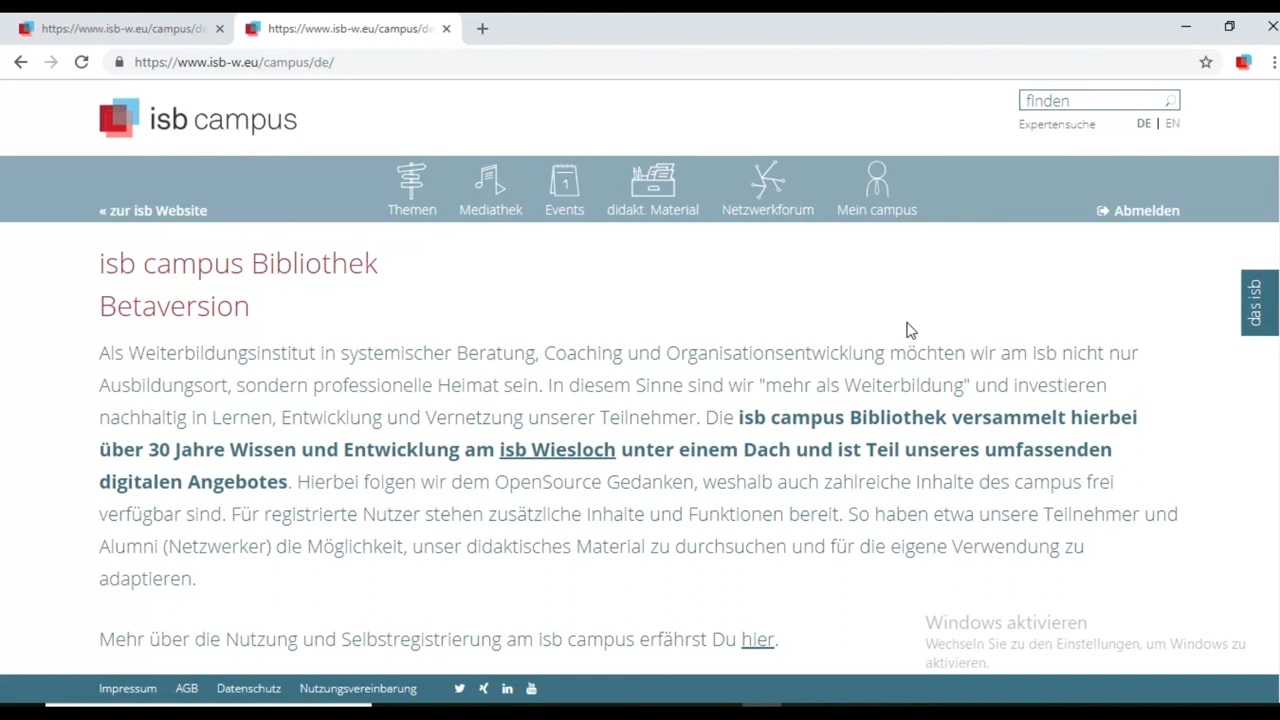 https://www.isb-w.eu/campus/de
https://www.isb-w.eu/campus/de
https://www.isb-w.eu/campus/de/
isb campus
finden
Expertensuche
DE | EN
« zur isb Website
1
Themen
Mediathek
Events
didakt. Material
Netzwerkforum
Mein campus
Abmelden
isb campus Bibliothek
Betaversion
das isb
Als Weiterbildungsinstitut in systemischer Beratung, Coaching und Organisationsentwicklung möchten wir am isb nicht nur
Ausbildungsort, sondern professionelle Heimat sein. In diesem Sinne sind wir "mehr als Weiterbildung" und investieren
nachhaltig in Lernen, Entwicklung und Vernetzung unserer Teilnehmer. Die isb campus Bibliothek versammelt hierbei
über 30 Jahre Wissen und Entwicklung am isb Wiesloch unter einem Dach und ist Teil unseres umfassenden
digitalen Angebotes. Hierbei folgen wir dem OpenSource Gedanken, weshalb auch zahlreiche Inhalte des campus frei
verfügbar sind. Für registrierte Nutzer stehen zusätzliche Inhalte und Funktionen bereit. So haben etwa unsere Teilnehmer und
Alumni (Netzwerker) die Möglichkeit, unser didaktisches Material zu durchsuchen und für die eigene Verwendung zu
adaptieren.
Mehr über die Nutzung und Selbstregistrierung am isb campus erfährst Du hier.
Windows aktivieren
Wechseln Sie zu den Einstellungen, um Windows zu
aktivieren.
Impressum
AGB
Datenschutz
Nutzungsvereinbarung